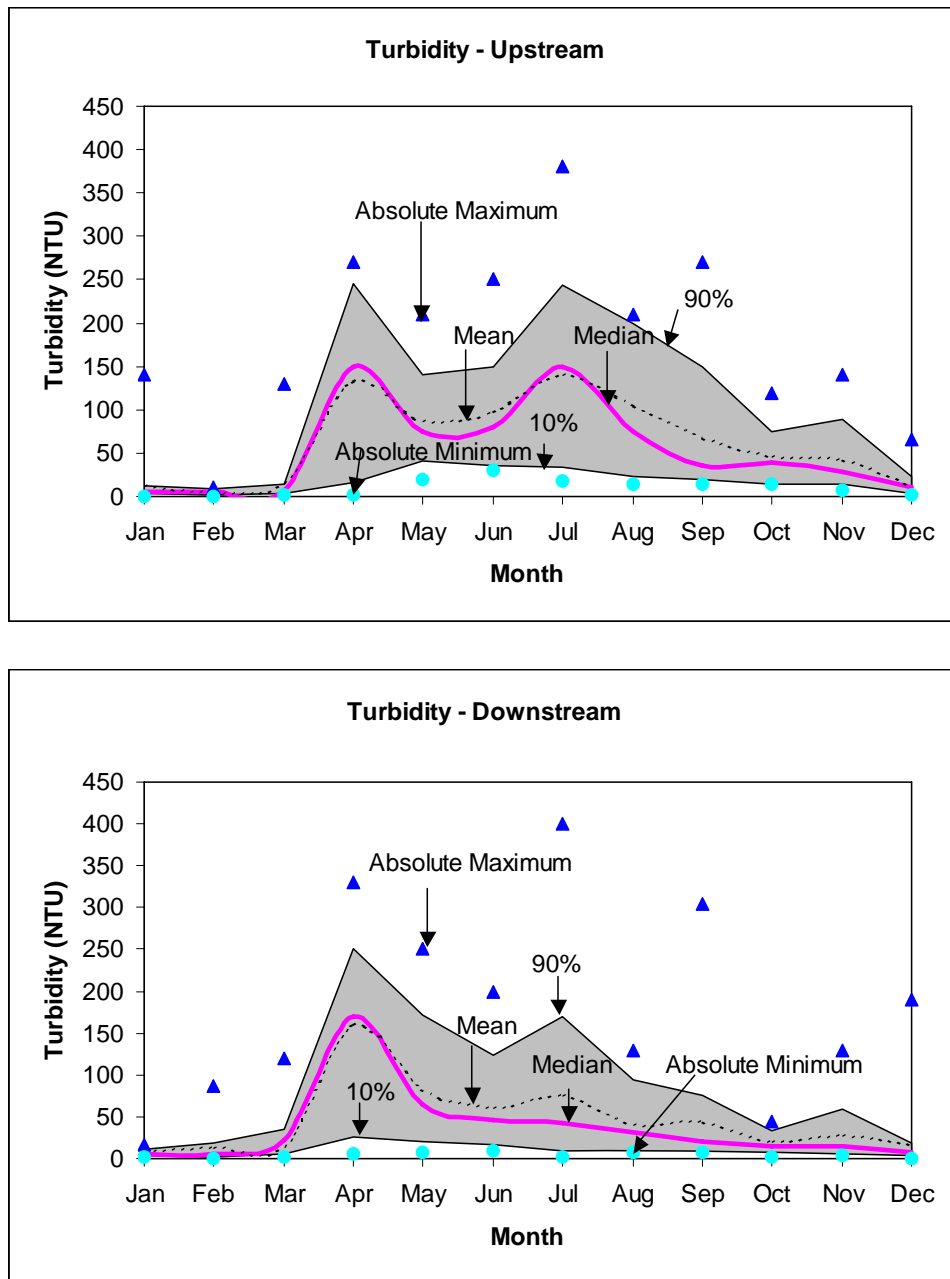 Turbidity - Upstream
Turbidity (NTU)
450
400
350
300
250
200
150
100
50
0
Absolute Maximum
90%
Mean
Median
10%
Absolute Minimum
Jan Feb Mar Apr May Jun Jul Aug Sep Oct Nov Dec
Month
Turbidity - Downstream
Turbidity (NTU)
450
400
350
300
250
200
150
100
50
0
Absolute Maximum
90%
Mean
Median
Absolute Minimum
10%
Jan Feb Mar Apr May Jun Jul Aug Sep Oct Nov Dec
Month